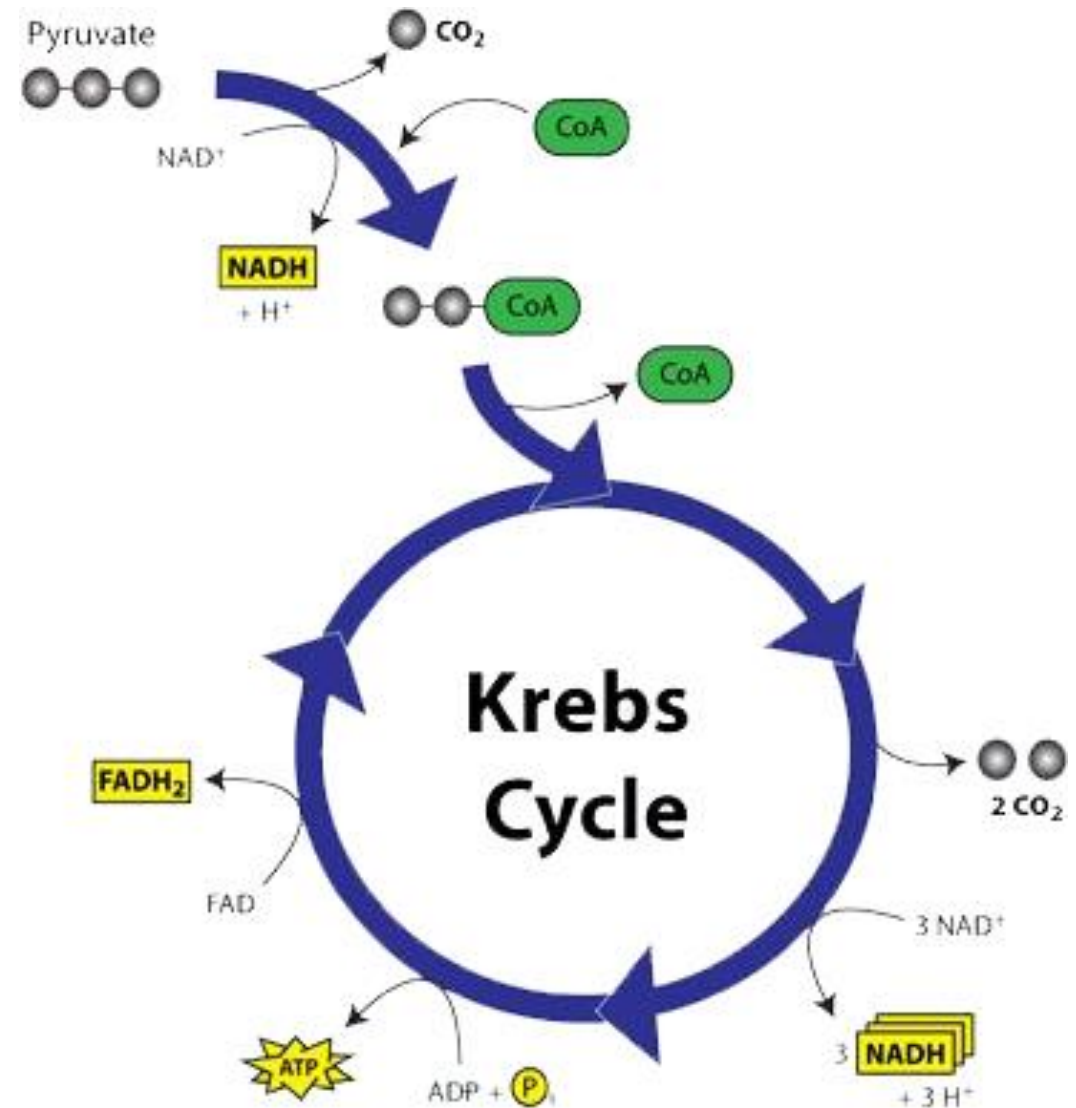 Pyruvate
CO₂
CoA
NAD⁺
NADH
+ H⁺
CoA
CoA
Krebs
Cycle
2 CO₂
FADH₂
FAD
3 NAD⁺
3 NADH
+ 3 H⁺
ATP
ADP + Pᵢ